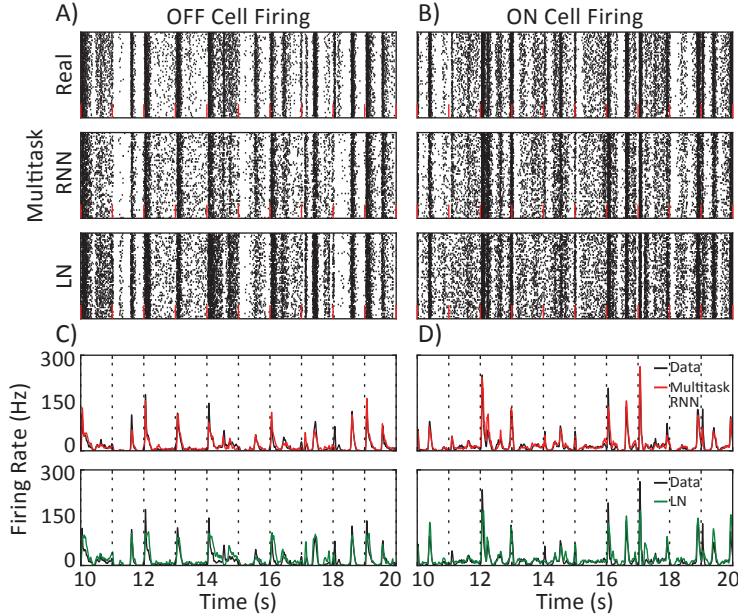 A) OFF Cell Firing
B) ON Cell Firing
Real
Multitask
RNN
LN
C)
D)
Firing Rate (Hz)
300
150
0
Data
Multitask
RNN
300
150
0
Data
LN
10 12 14 16 18 20
10 12 14 16 18 20
Time (s)
Time (s)